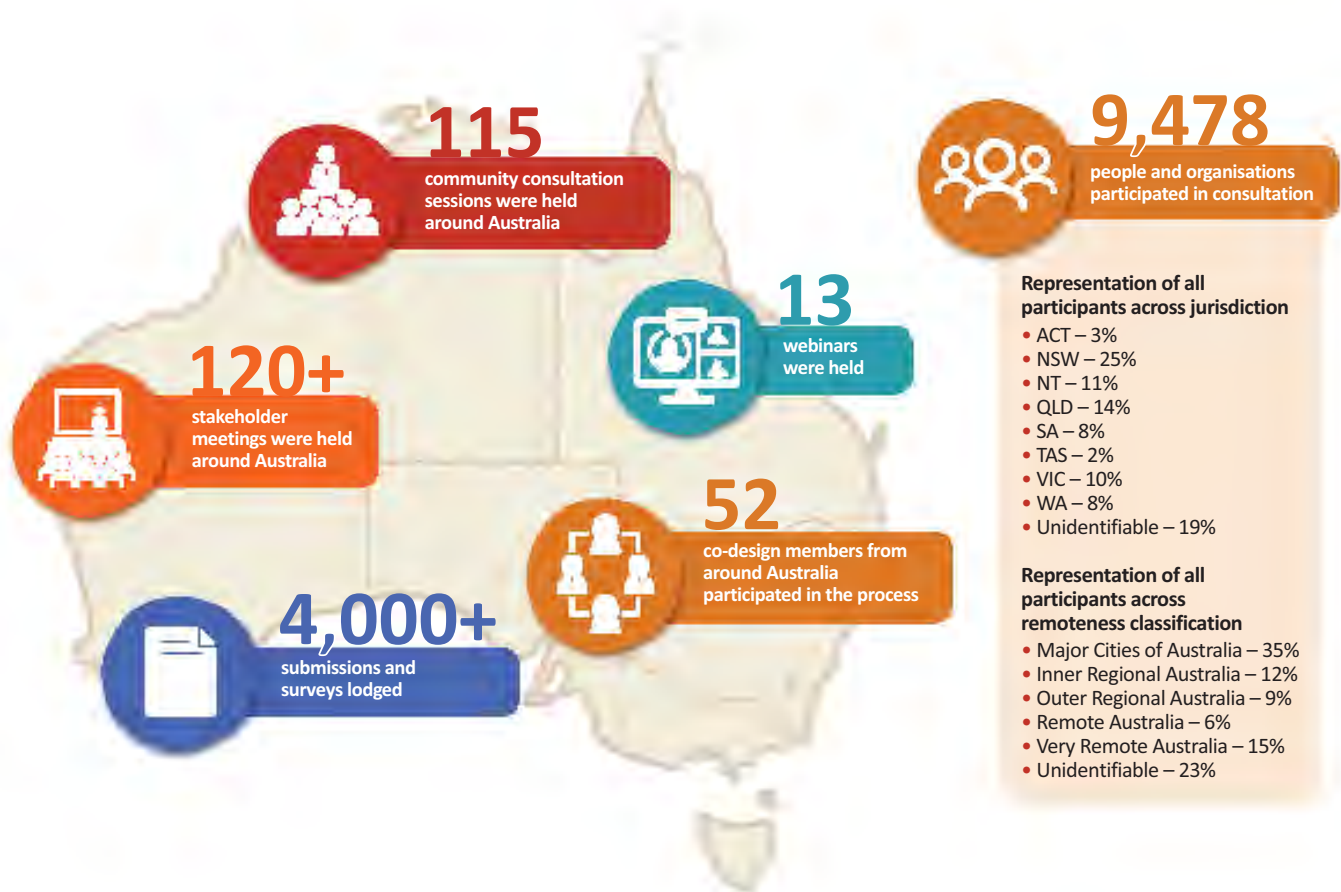 115
community consultation
sessions were held
around Australia
120+
stakeholder
meetings were held
around Australia
13
webinars
were held
52
co-design members from
around Australia
participated in the process
4,000+
submissions and
surveys lodged
9,478
people and organisations
participated in consultation
Representation of all
participants across jurisdiction
• ACT – 3%
• NSW – 25%
• NT – 11%
• QLD – 14%
• SA – 8%
• TAS – 2%
• VIC – 10%
• WA – 8%
• Unidentifiable – 19%
Representation of all
participants across
remoteness classification
• Major Cities of Australia – 35%
• Inner Regional Australia – 12%
• Outer Regional Australia – 9%
• Remote Australia – 6%
• Very Remote Australia – 15%
• Unidentifiable – 23%